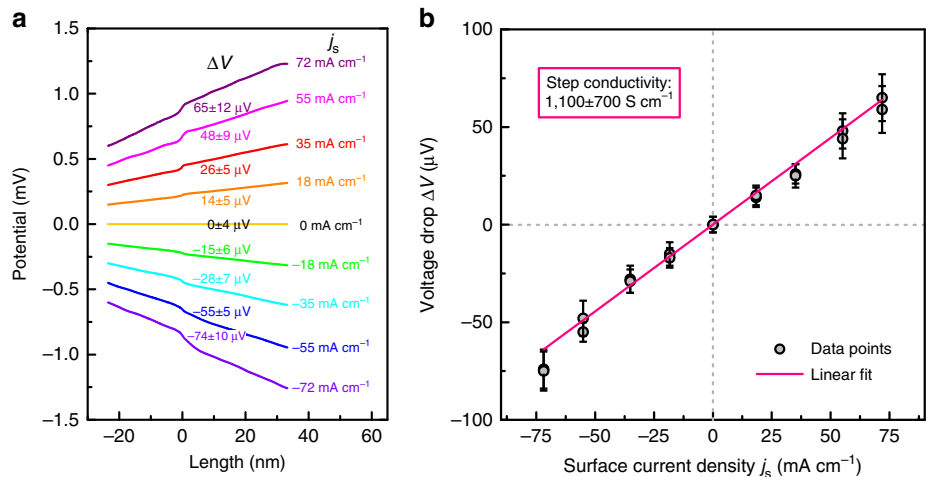 a
1.5
1.0
0.5
0.0
−0.5
−1.0
−1.5
Potential (mV)
−20
0
20
40
60
Length (nm)
ΔV
js
72 mA cm⁻¹
65±12 µV
55 mA cm⁻¹
48±9 µV
35 mA cm⁻¹
26±5 µV
18 mA cm⁻¹
14±5 µV
0±4 µV
0 mA cm⁻¹
−15±6 µV
−18 mA cm⁻¹
−28±7 µV
−35 mA cm⁻¹
−55±5 µV
−55 mA cm⁻¹
−74±10 µV
−72 mA cm⁻¹
b
100
50
0
−50
−100
Voltage drop ΔV (µV)
Step conductivity:
1,100±700 S cm⁻¹
Data points
Linear fit
−75
−50
−25
0
25
50
75
Surface current density js (mA cm⁻¹)